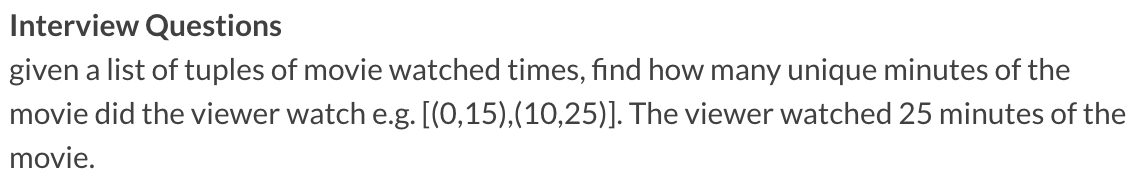 Interview Questions
given a list of tuples of movie watched times, find how many unique minutes of the
movie did the viewer watch e.g. [(0,15),(10,25)]. The viewer watched 25 minutes of the
movie.